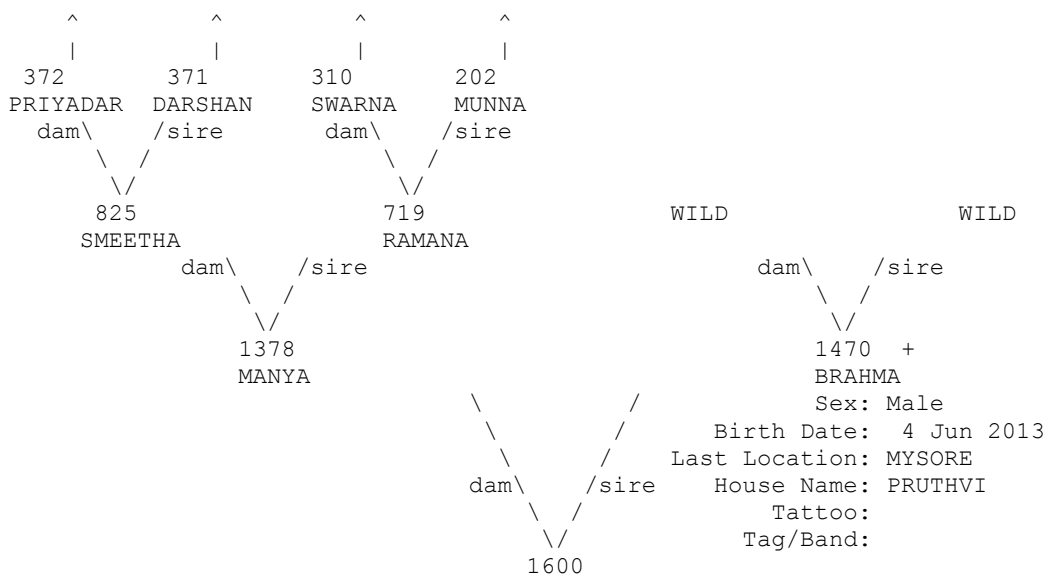 ^ ^ ^ ^
| | | |
372 371 310 202
PRIYADAR DARSHAN SWARNA MUNNA
dam\ /sire dam\ /sire
\ / \ /
\/ \/
825 719 WILD WILD
SMEETHA RAMANA
dam\ /sire dam\ /sire
\ / \ /
\/ \/
1378 1470 +
MANYA BRAHMA
\ / Sex: Male
\ / Birth Date: 4 Jun 2013
\ / Last Location: MYSORE
dam\ /sire House Name: PRUTHVI
\ / Tattoo:
\/ Tag/Band:
1600